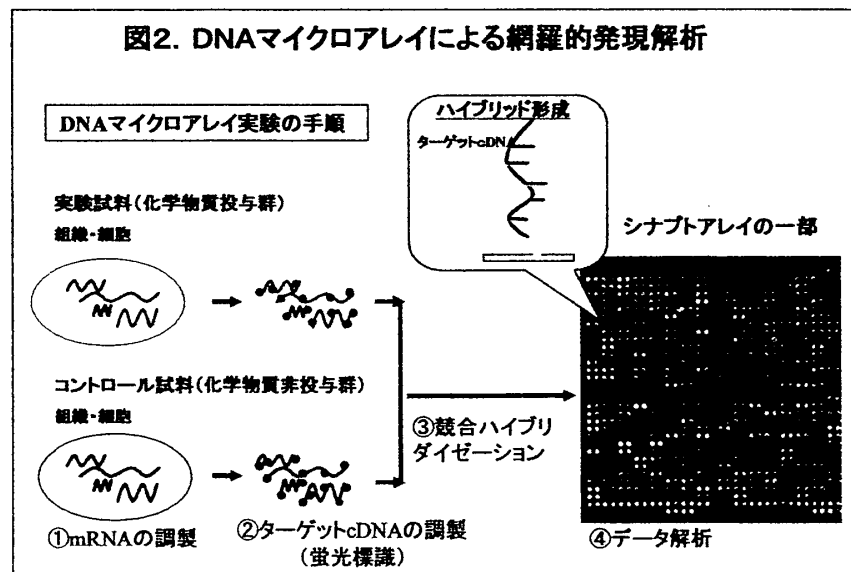 図2. DNAマイクロアレイによる網羅的発現解析
DNAマイクロアレイ実験の手順
ハイブリッド形成
ターゲットcDNA
実験試料(化学物質投与群)
組織・細胞
シナプトアレイの一部
コントロール試料(化学物質非投与群)
組織・細胞
③競合ハイブリ
ダイゼーション
①mRNAの調製
②ターゲットcDNAの調製
(蛍光標識)
④データ解析